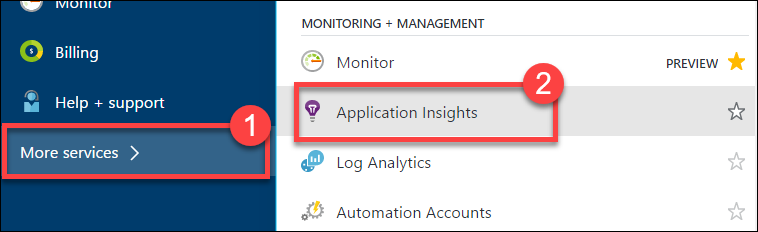 Monitor
Billing
Help + support
1
More services >
MONITORING + MANAGEMENT
Monitor PREVIEW
2
Application Insights
Log Analytics
Automation Accounts